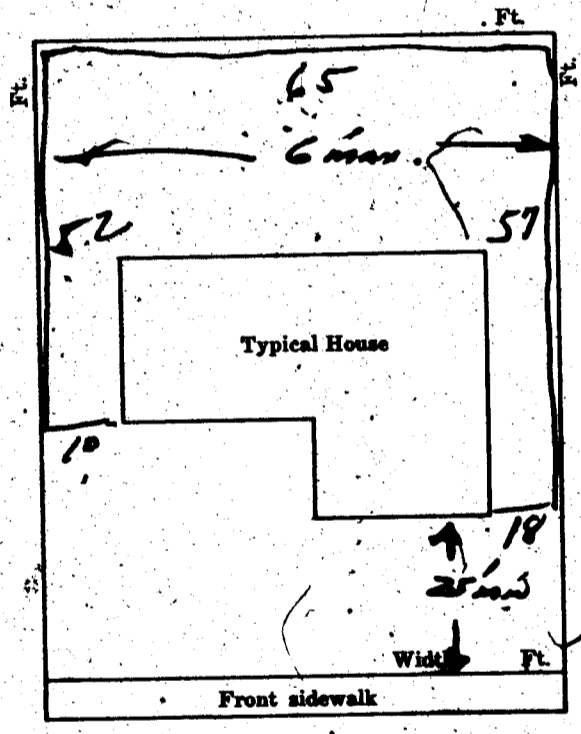 . Ft.
Ft.
Ft.
65
6' max.
52
57
Typical House
10'
18
25' min
Width
Ft.
Front sidewalk